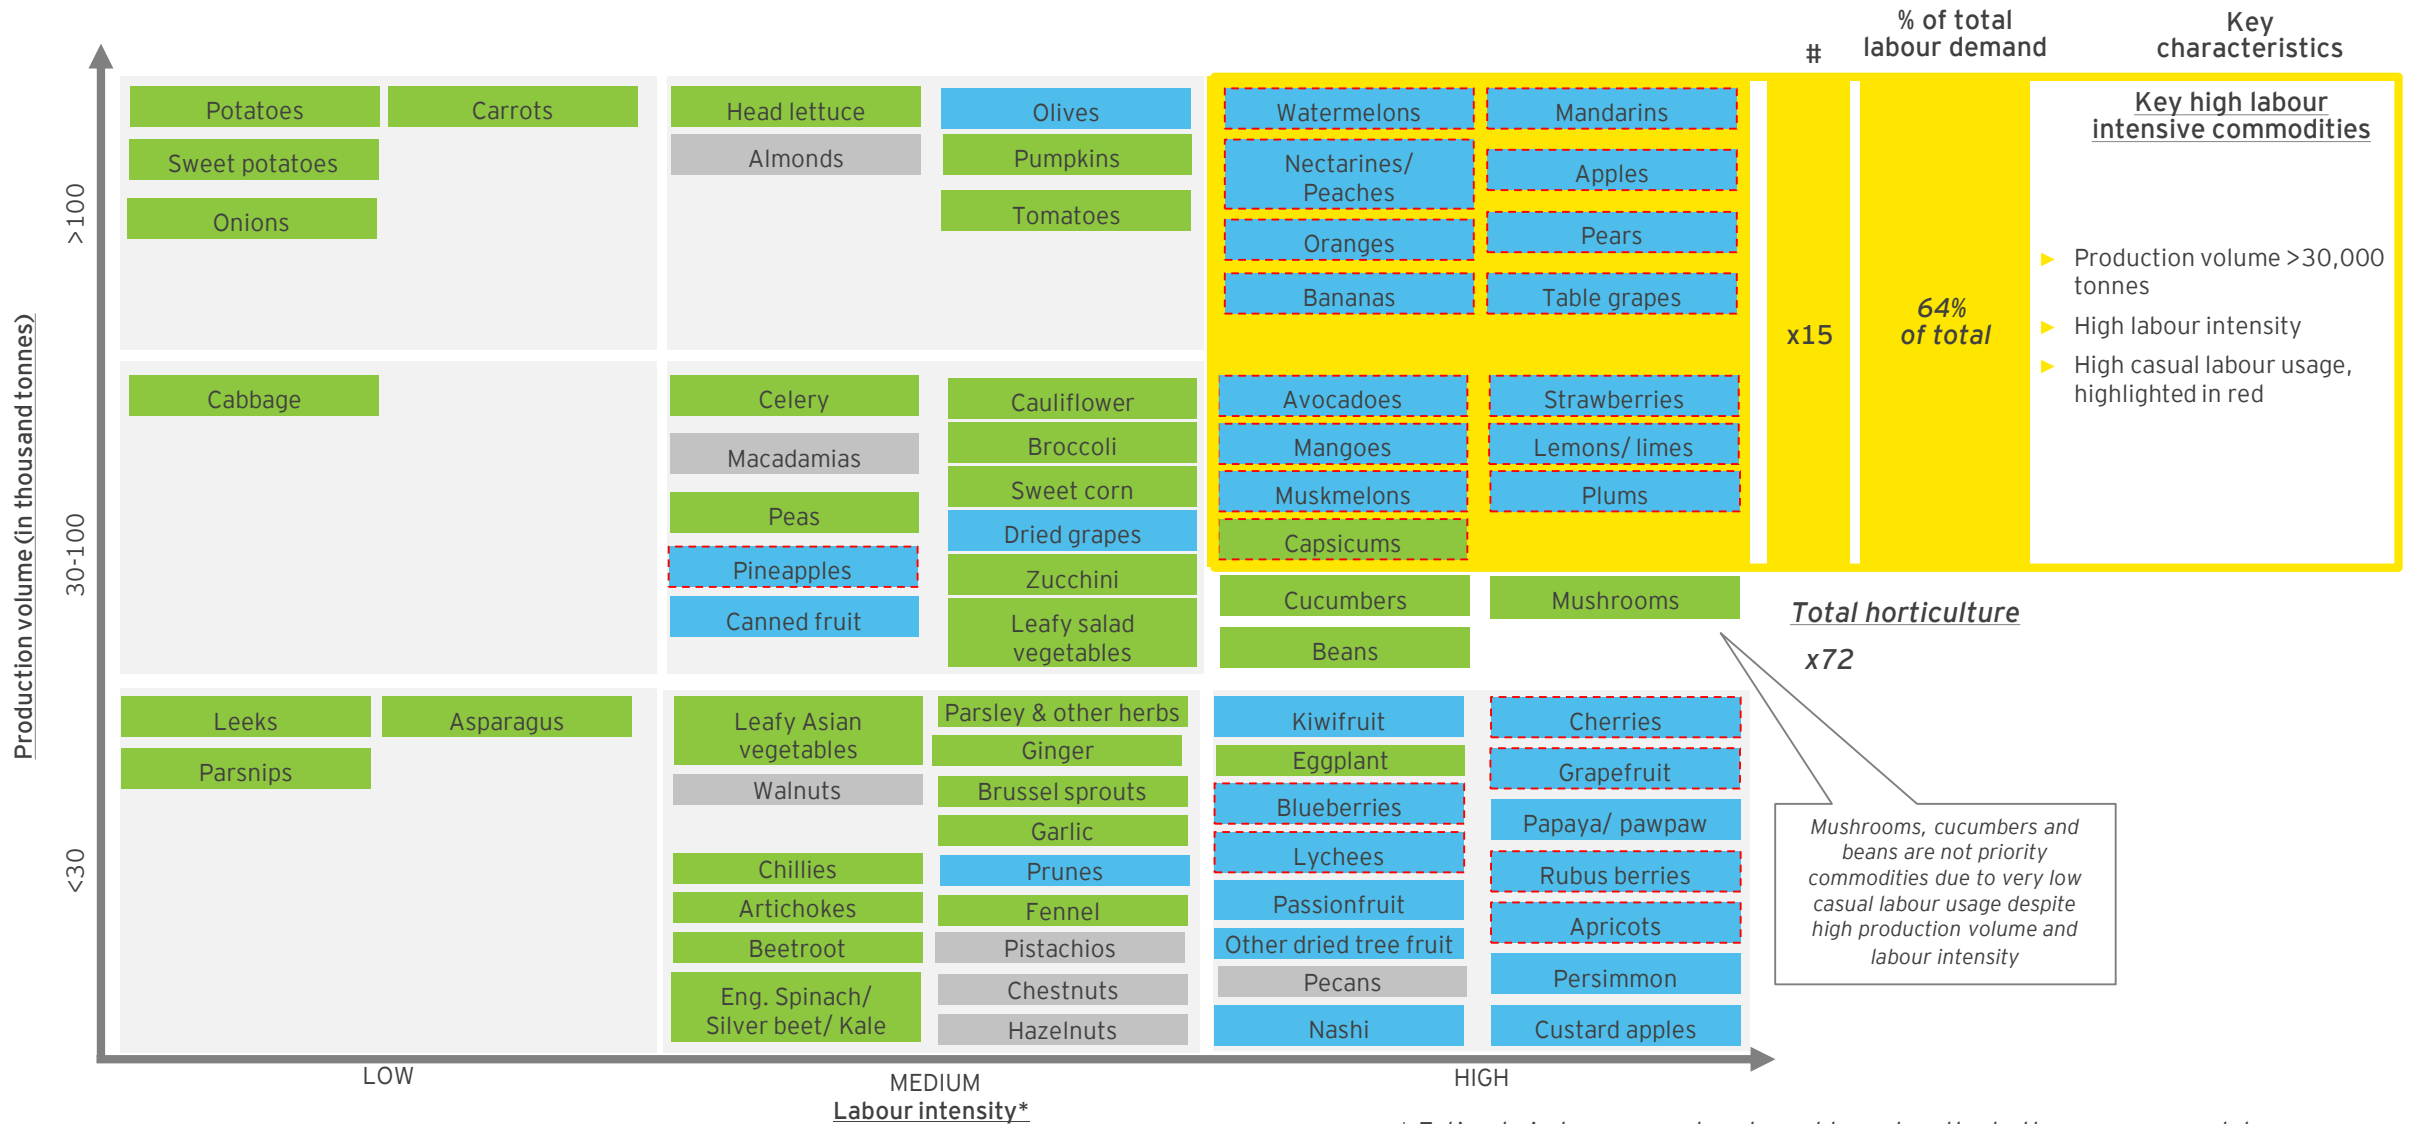 #
% of total
labour demand
Key
characteristics
Production volume (in thousand tonnes)
>100
30-100
<30
Potatoes
Carrots
Sweet potatoes
Onions
Head lettuce
Olives
Almonds
Pumpkins
Tomatoes
Watermelons
Mandarins
Nectarines/
Peaches
Apples
Oranges
Pears
Bananas
Table grapes
Cabbage
Celery
Cauliflower
Macadamias
Broccoli
Sweet corn
Peas
Dried grapes
Pineapples
Zucchini
Canned fruit
Leafy salad
vegetables
Avocadoes
Strawberries
Mangoes
Lemons/ limes
Muskmelons
Plums
Capsicums
Cucumbers
Mushrooms
Beans
x15
64%
of total
Key high labour
intensive commodities
► Production volume >30,000
tonnes
► High labour intensity
► High casual labour usage,
highlighted in red
Total horticulture
x72
Leeks
Asparagus
Parsnips
Leafy Asian
vegetables
Parsley & other herbs
Ginger
Walnuts
Brussel sprouts
Garlic
Chillies
Prunes
Artichokes
Fennel
Beetroot
Pistachios
Eng. Spinach/
Silver beet/ Kale
Chestnuts
Hazelnuts
Kiwifruit
Cherries
Eggplant
Grapefruit
Blueberries
Papaya/ pawpaw
Lychees
Rubus berries
Passionfruit
Apricots
Other dried tree fruit
Pecans
Persimmon
Nashi
Custard apples
Mushrooms, cucumbers and
beans are not priority
commodities due to very low
casual labour usage despite
high production volume and
labour intensity
LOW
MEDIUM
HIGH
Labour intensity*